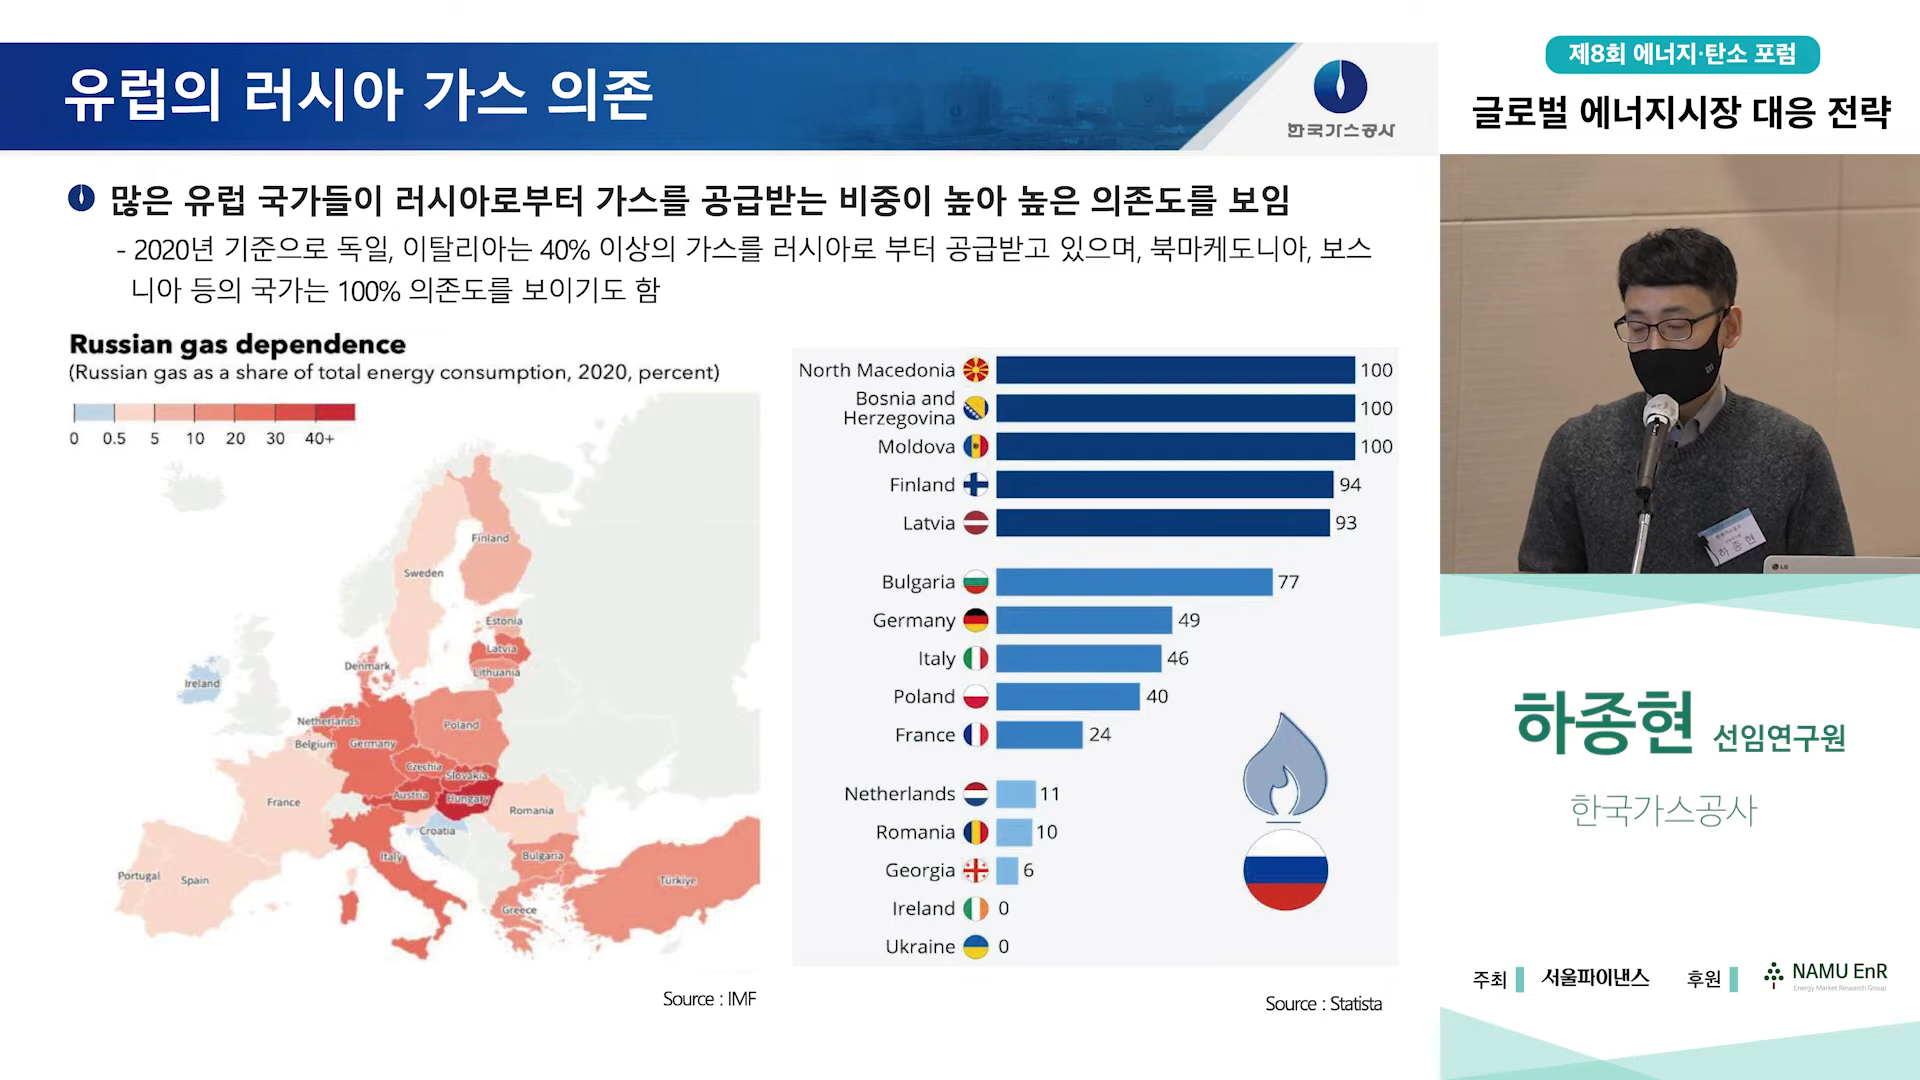 유럽의 러시아 가스 의존
한국가스공사
많은 유럽 국가들이 러시아로부터 가스를 공급받는 비중이 높아 높은 의존도를 보임
- 2020년 기준으로 독일, 이탈리아는 40% 이상의 가스를 러시아로 부터 공급받고 있으며, 북마케도니아, 보스
니아 등의 국가는 100% 의존도를 보이기도 함
Russian gas dependence
(Russian gas as a share of total energy consumption, 2020, percent)
0 0.5 5 10 20 30 40+
Finland
Sweden
Estonia
Latvia
Lithuania
Denmark
Ireland
Netherlands
Poland
Belgium
Germany
Czechia
Slovakia
Austria
Hungary
France
Romania
Croatia
Italy
Bulgaria
Portugal
Spain
Türkiye
Greece
Source : IMF
North Macedonia 100
Bosnia and
Herzegovina 100
Moldova 100
Finland 94
Latvia 93
Bulgaria 77
Germany 49
Italy 46
Poland 40
France 24
Netherlands 11
Romania 10
Georgia 6
Ireland 0
Ukraine 0
Source : Statista
제8회 에너지·탄소 포럼
글로벌 에너지시장 대응 전략
하종현
LG
하종현 선임연구원
한국가스공사
주최 서울파이낸스 후원 NAMU EnR
Energy Market Research Group